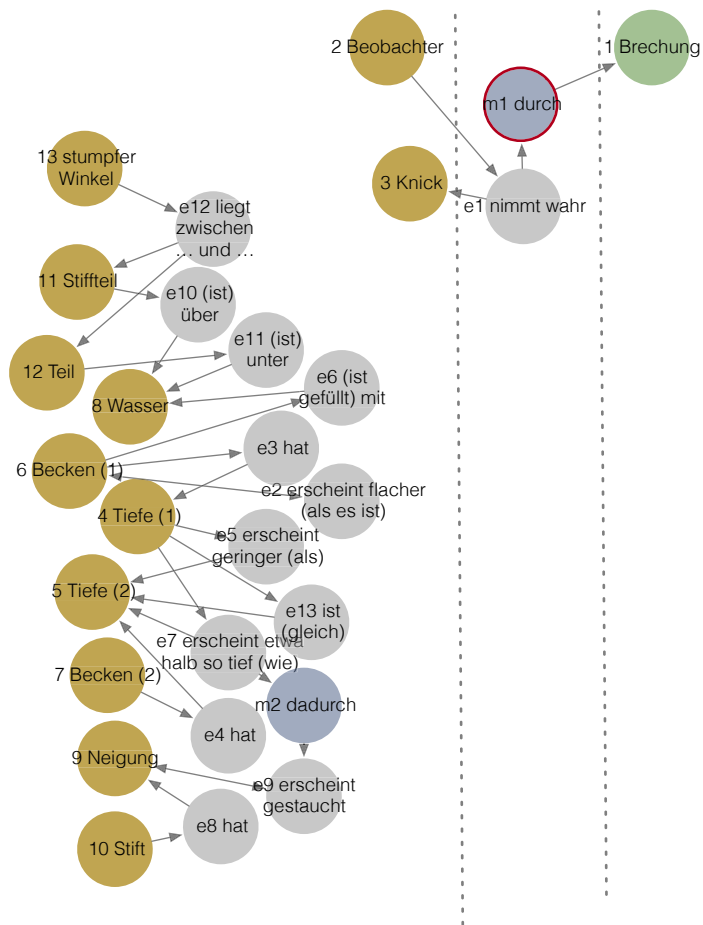 2 Beobachter
1 Brechung
m1 durch
3 Knick
e1 nimmt wahr
13 stumpfer
Winkel
e12 liegt
zwischen
... und ...
11 Stiffteil
e10 (ist)
über
e11 (ist)
unter
12 Teil
e6 (ist
gefüllt) mit
8 Wasser
e3 hat
6 Becken (1)
e2 erscheint flacher
(als es ist)
4 Tiefe (1)
e5 erscheint
geringer (als)
5 Tiefe (2)
e13 ist
(gleich)
e7 erscheint etwa
halb so tief (wie)
7 Becken (2)
m2 dadurch
e4 hat
9 Neigung
e9 erscheint
gestaucht
e8 hat
10 Stift